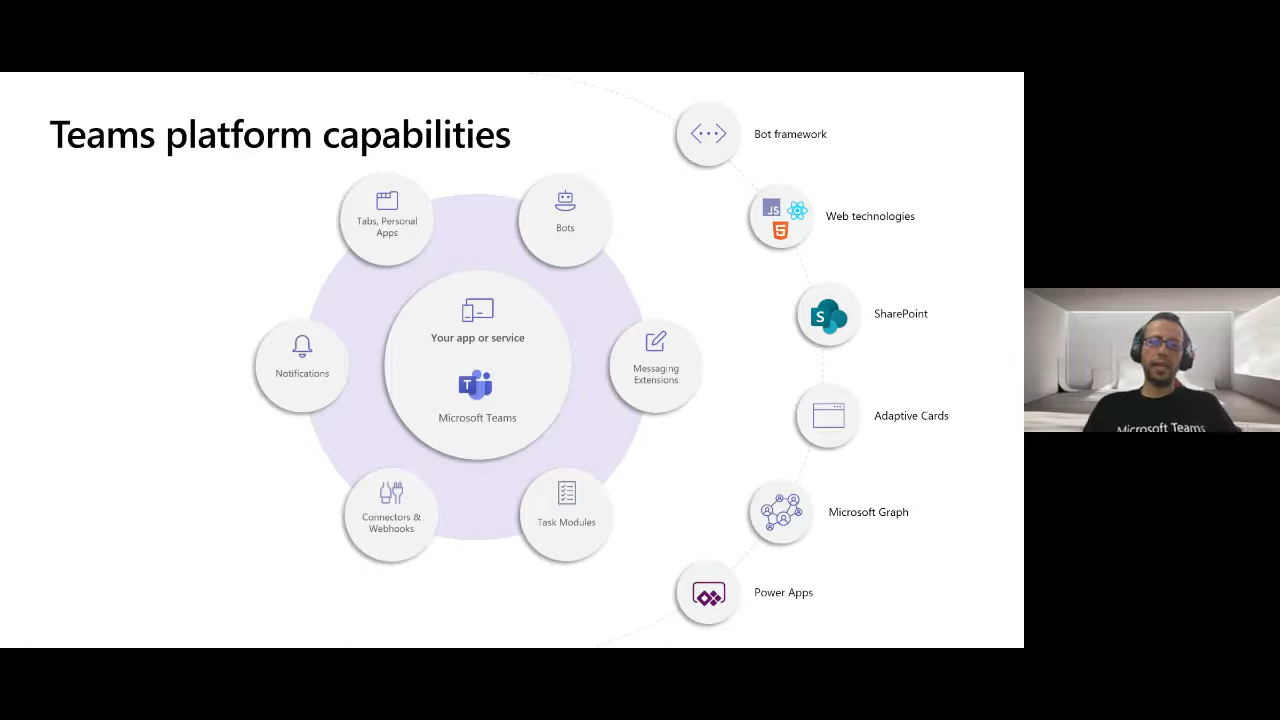 Teams platform capabilities
Tabs, Personal
Apps
Bots
Notifications
Your app or service
T
Microsoft Teams
Messaging
Extensions
Connectors &
Webhooks
Task Modules
Bot framework
JS
5
Web technologies
S
SharePoint
Adaptive Cards
Microsoft Graph
Power Apps
Microsoft Teams